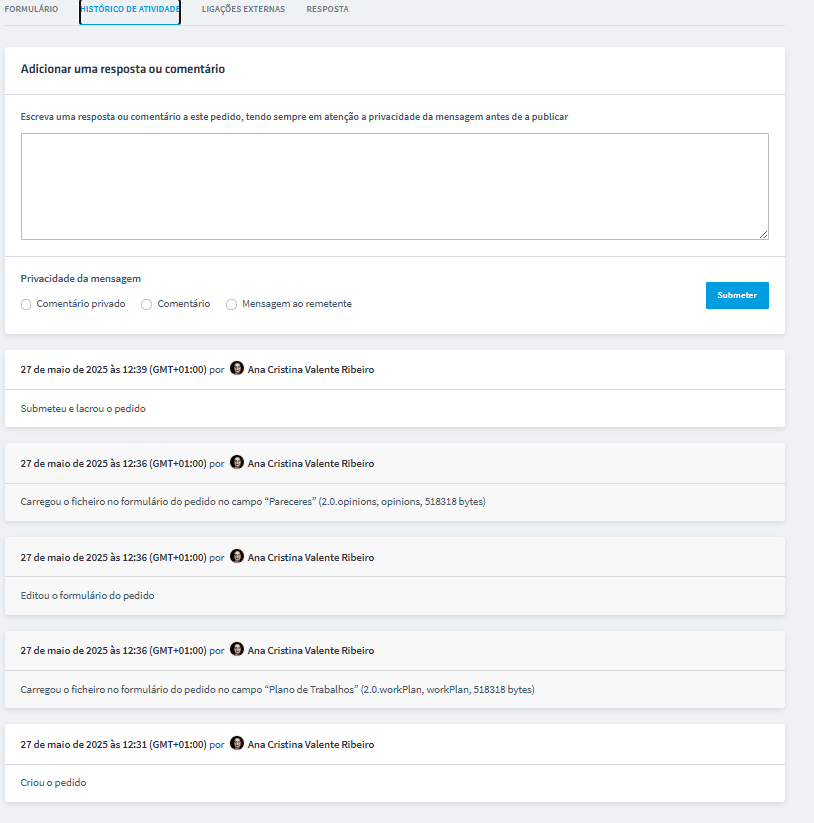 FORMULÁRIO HISTÓRICO DE ATIVIDADE LIGAÇÕES EXTERNAS RESPOSTA
Adicionar uma resposta ou comentário
Escreva uma resposta ou comentário a este pedido, tendo sempre em atenção a privacidade da mensagem antes de a publicar
Privacidade da mensagem
Comentário privado Comentário Mensagem ao remetente
Submeter
27 de maio de 2025 às 12:39 (GMT+01:00) por Ana Cristina Valente Ribeiro
Submeteu e lacrou o pedido
27 de maio de 2025 às 12:36 (GMT+01:00) por Ana Cristina Valente Ribeiro
Carregou o ficheiro no formulário do pedido no campo “Pareceres” (2.0.opinions, opinions, 518318 bytes)
27 de maio de 2025 às 12:36 (GMT+01:00) por Ana Cristina Valente Ribeiro
Editou o formulário do pedido
27 de maio de 2025 às 12:36 (GMT+01:00) por Ana Cristina Valente Ribeiro
Carregou o ficheiro no formulário do pedido no campo “Plano de Trabalhos” (2.0.workPlan, workPlan, 518318 bytes)
27 de maio de 2025 às 12:31 (GMT+01:00) por Ana Cristina Valente Ribeiro
Criou o pedido